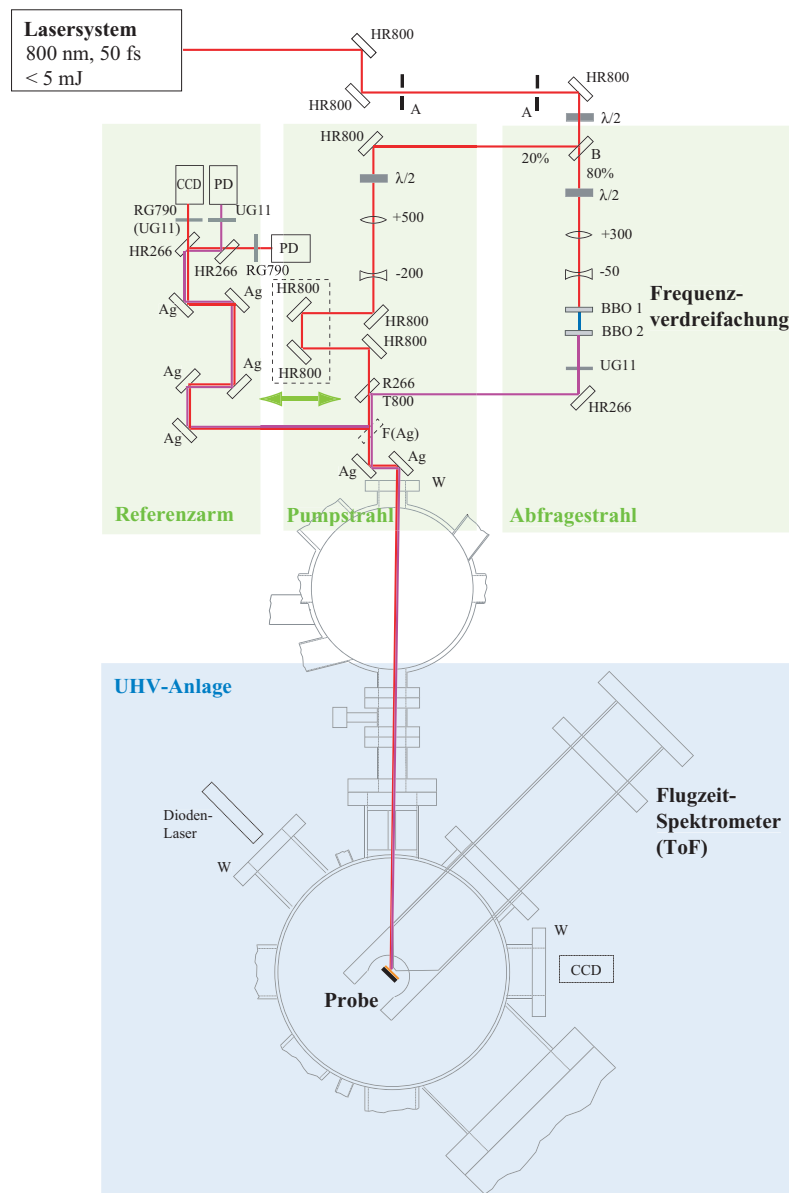 Lasersystem
800 nm, 50 fs
< 5 mJ
HR800
HR800
A
A
HR800
λ/2
HR800
20%
B
80%
λ/2
λ/2
CCD
PD
RG790
(UG11)
UG11
HR266
HR266
RG790
PD
+500
+300
-200
-50
HR800
HR800
HR800
HR800
BBO 1
BBO 2
Frequenz-
verdreifachung
UG11
HR266
Ag
Ag
Ag
Ag
Ag
R266
T800
F(Ag)
Ag
Ag
W
Referenzarm
Pumpstrahl
Abfragestrahl
UHV-Anlage
Dioden-
Laser
W
Flugzeit-
Spektrometer
(ToF)
W
CCD
Probe